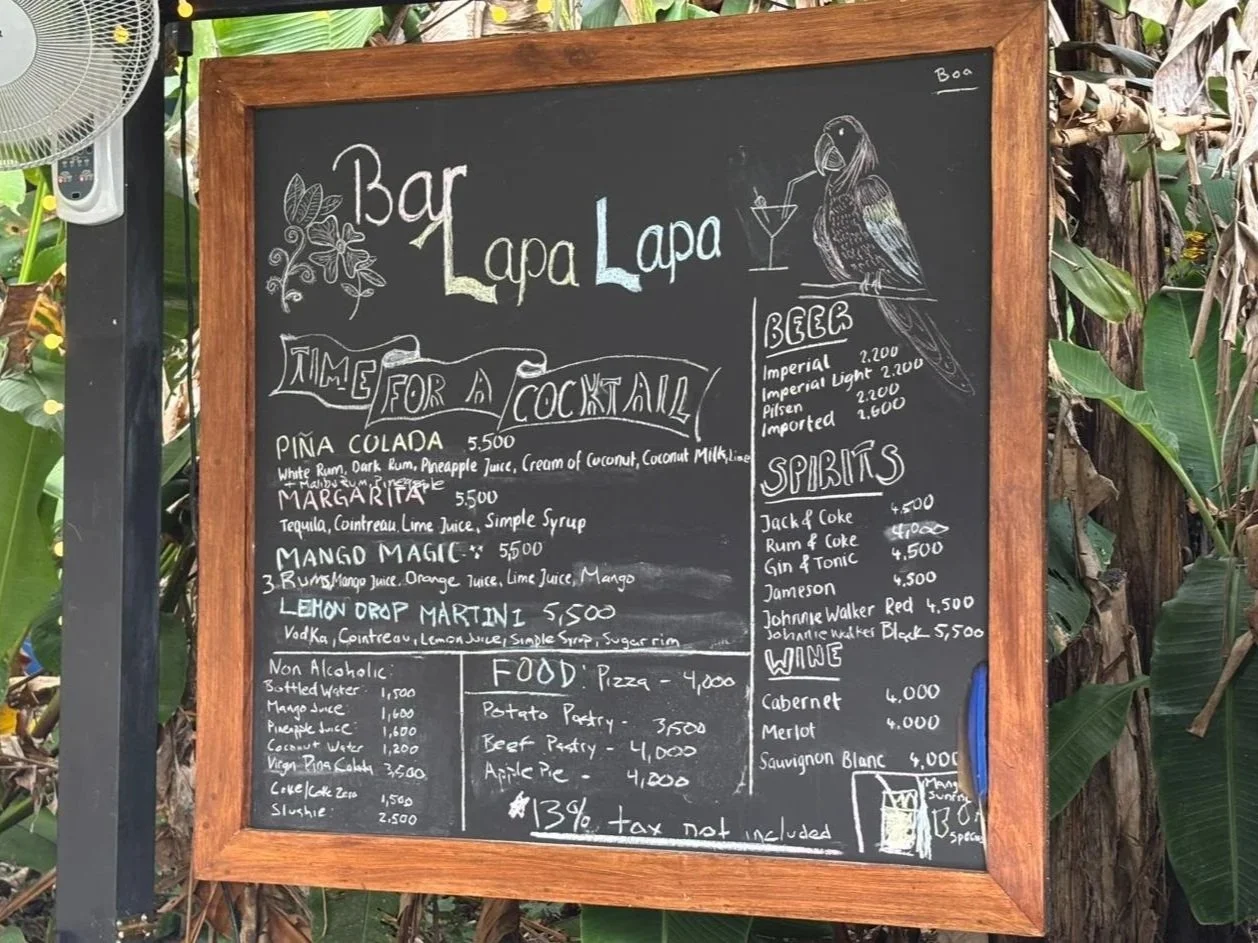 Boa
Bar
Lapa Lapa
TIME FOR A COCKTAIL
PIÑA COLADA 5,500
White Rum, Dark Rum, Pineapple Juice, Cream of Coconut, Coconut Milk, Lime
+ Malibu Rum, Pineapple
MARGARITA 5,500
Tequila, Cointreau, Lime Juice, Simple Syrup
MANGO MAGIC 5,500
3 Rums, Mango Juice, Orange Juice, Lime Juice, Mango
LEMON DROP MARTINI 5,500
Vodka, Cointreau, Lemon Juice, Simple Syrop, Sugar rim
BEER
Imperial 2.200
Imperial Light 2.200
Pilsen 2.200
Imported 2,600
SPIRITS
Jack & Coke 4,500
Rum & Coke 4,000
Gin & Tonic 4,500
Jameson 4,500
Johnnie Walker Red 4,500
Johnnie Walker Black 5,500
WINE
Cabernet 4.000
Merlot 4.000
Sauvignon Blanc 4,000
Non Alcoholic:
Bottled Water 1,500
Mango Juice 1,600
Pineapple Juice 1,600
Coconut Water 1,200
Virgin Pina Colada 3,500
Coke/Coke Zero 1,500
Slushie 2.500
FOOD: Pizza - 4,000
Potato Pastry - 3,500
Beef Pastry - 4,000
Apple Pie - 4,000
*13% tax not included